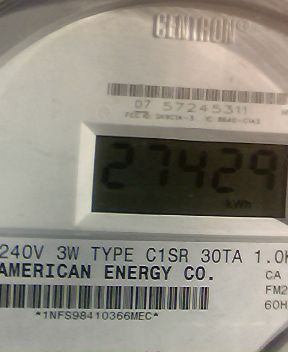 CENTRON®
07 57245311
27429
kWh
240V 3W TYPE C1SR 30TA 1.0K
AMERICAN ENERGY CO.
CA
FM2
60H
*1NFS98410366MEC*